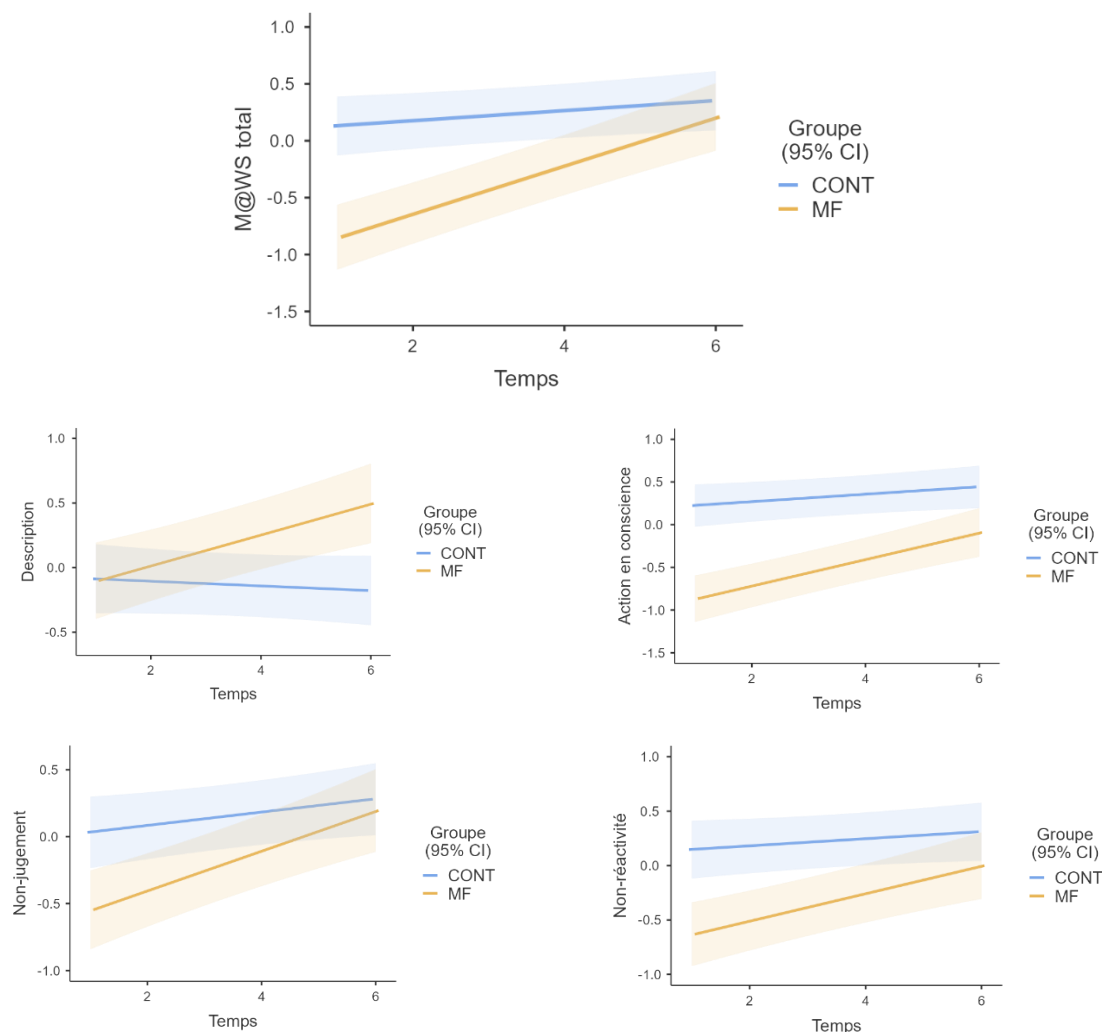 1.0
0.5
0.0
-0.5
-1.0
-1.5
M@WS total
2
4
6
Temps
Groupe
(95% CI)
CONT
MF
1.0
0.5
0.0
-0.5
Description
2
4
6
Temps
Groupe
(95% CI)
CONT
MF
1.0
0.5
0.0
-0.5
-1.0
-1.5
Action en conscience
2
4
6
Temps
Groupe
(95% CI)
CONT
MF
0.5
0.0
-0.5
-1.0
Non-jugement
2
4
6
Temps
Groupe
(95% CI)
CONT
MF
1.0
0.5
0.0
-0.5
-1.0
Non-réactivité
2
4
6
Temps
Groupe
(95% CI)
CONT
MF